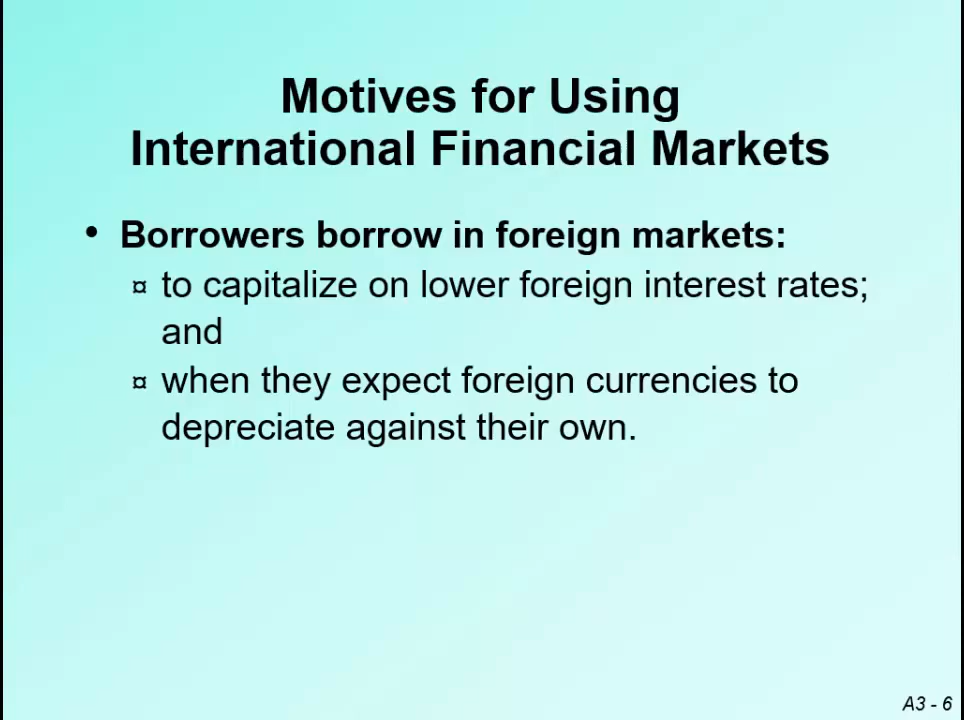 Motives for Using
International Financial Markets
• Borrowers borrow in foreign markets:
¤ to capitalize on lower foreign interest rates;
and
¤ when they expect foreign currencies to
depreciate against their own.
A3 - 6